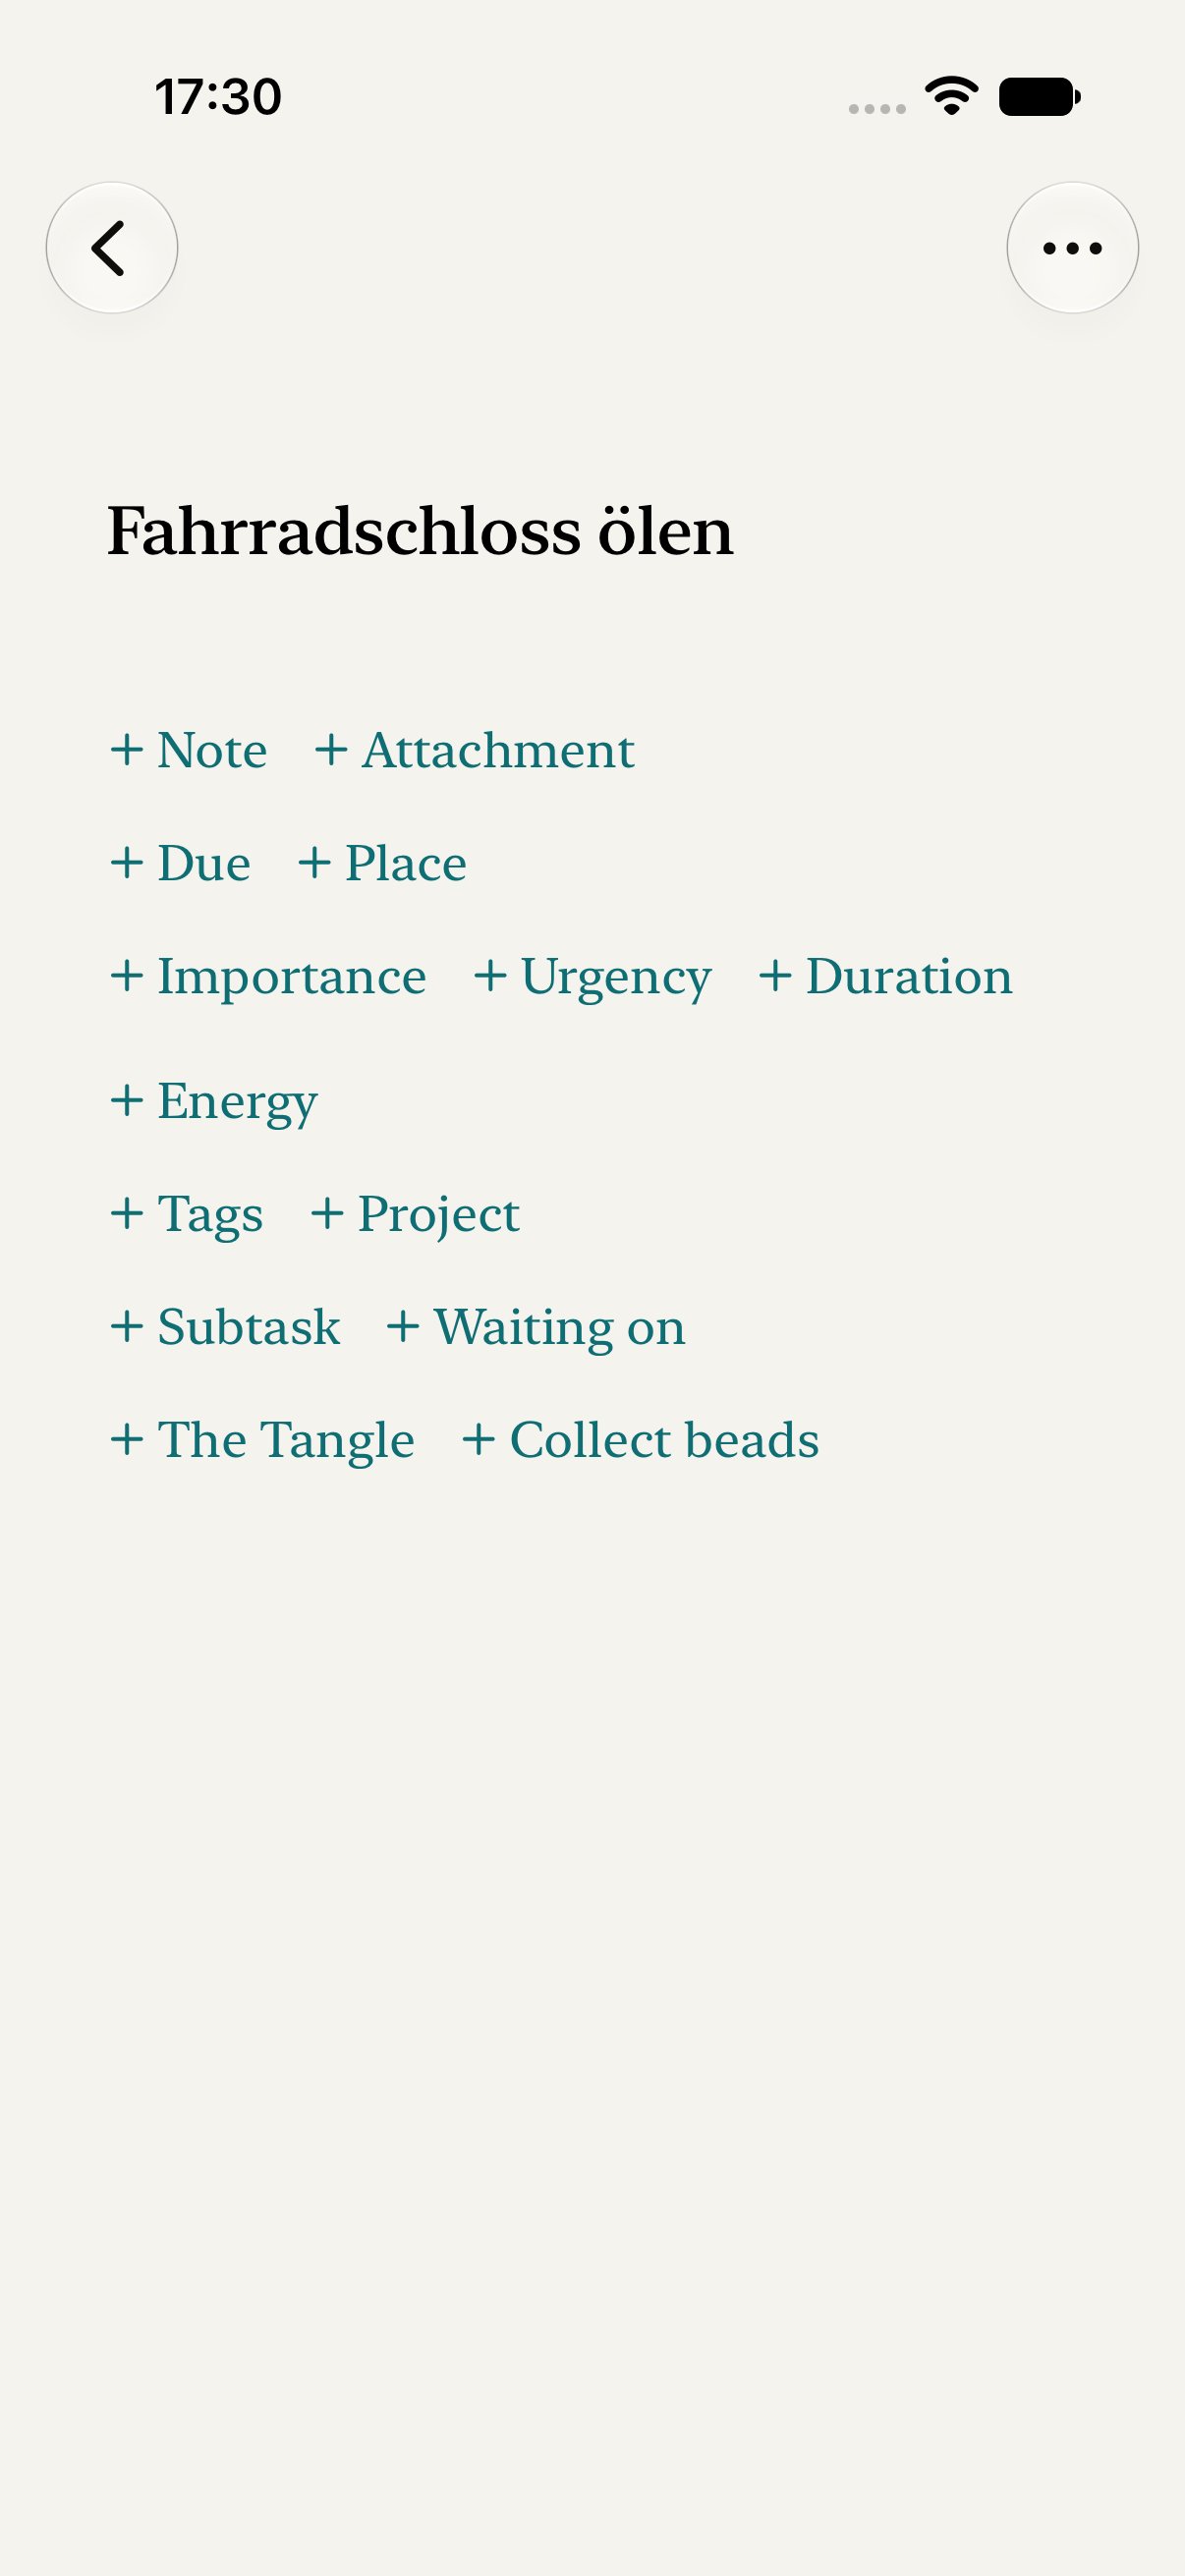 17:30
Fahrradschloss ölen
+ Note + Attachment
+ Due + Place
+ Importance + Urgency + Duration
+ Energy
+ Tags + Project
+ Subtask + Waiting on
+ The Tangle + Collect beads